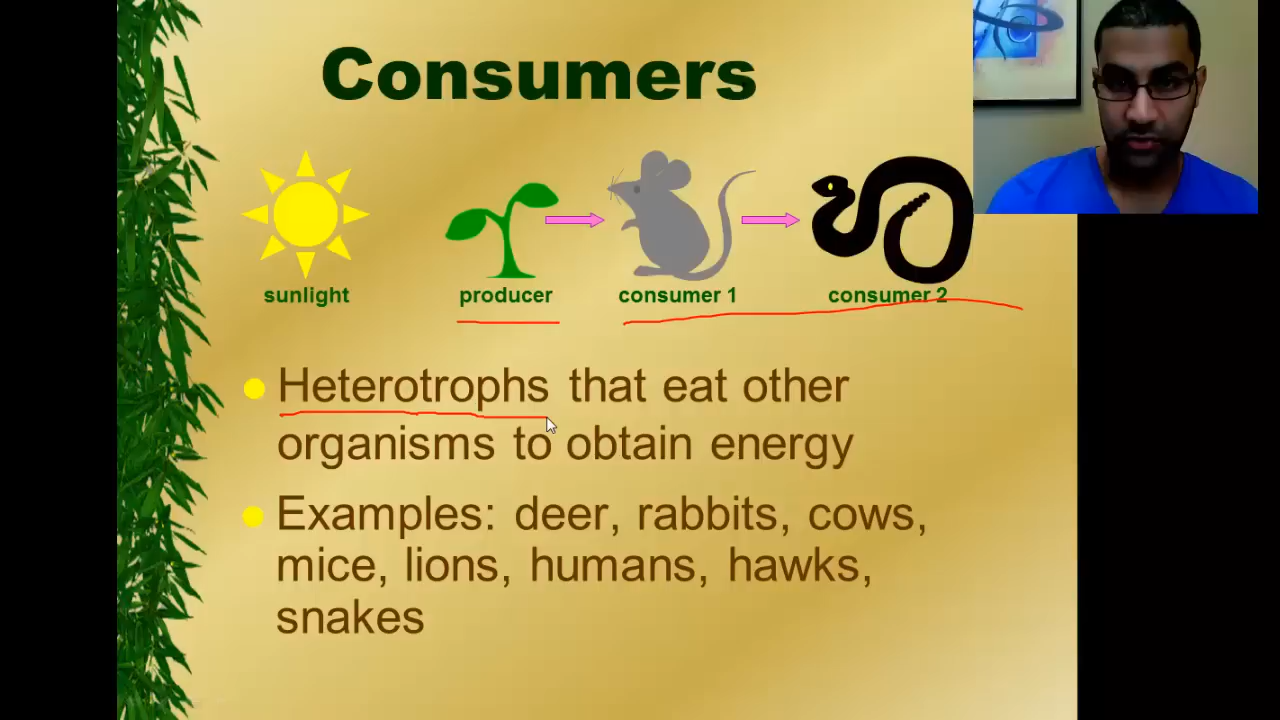 Consumers
sunlight
producer
consumer 1
consumer 2
Heterotrophs that eat other
organisms to obtain energy
Examples: deer, rabbits, cows,
mice, lions, humans, hawks,
snakes